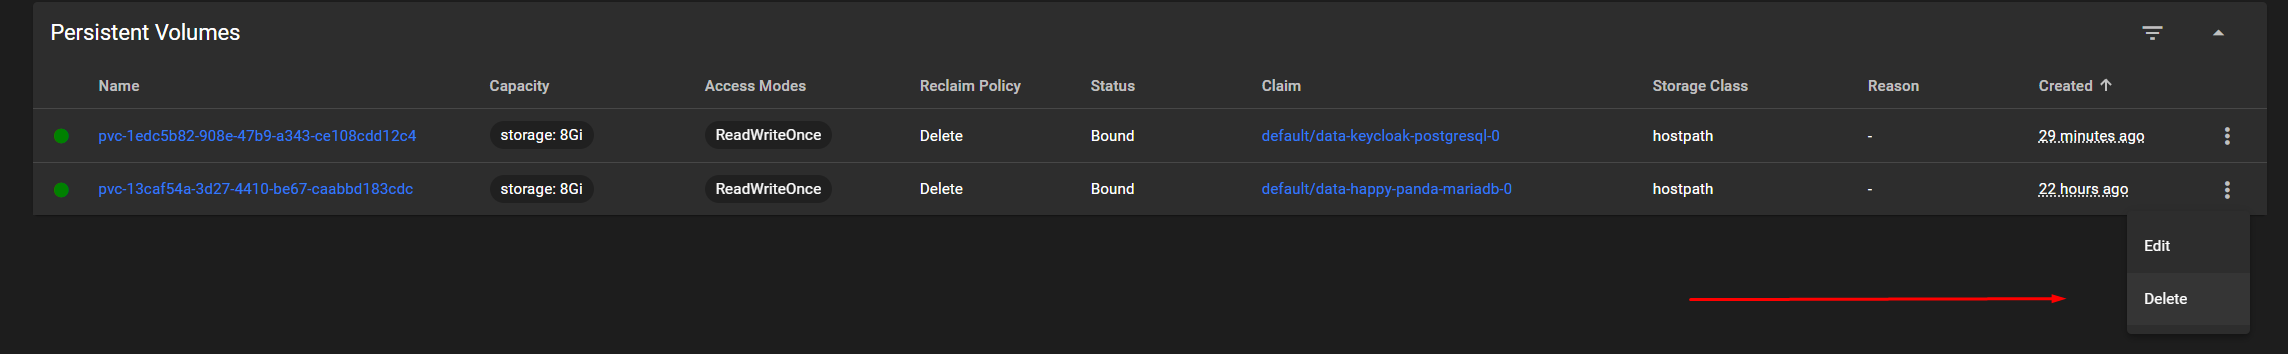 Persistent Volumes
Name Capacity Access Modes Reclaim Policy Status Claim Storage Class Reason Created ↑
pvc-1edc5b82-908e-47b9-a343-ce108cdd12c4 storage: 8Gi ReadWriteOnce Delete Bound default/data-keycloak-postgresql-0 hostpath - 29 minutes ago
pvc-13caf54a-3d27-4410-be67-caabbd183cdc storage: 8Gi ReadWriteOnce Delete Bound default/data-happy-panda-mariadb-0 hostpath - 22 hours ago
Edit
Delete